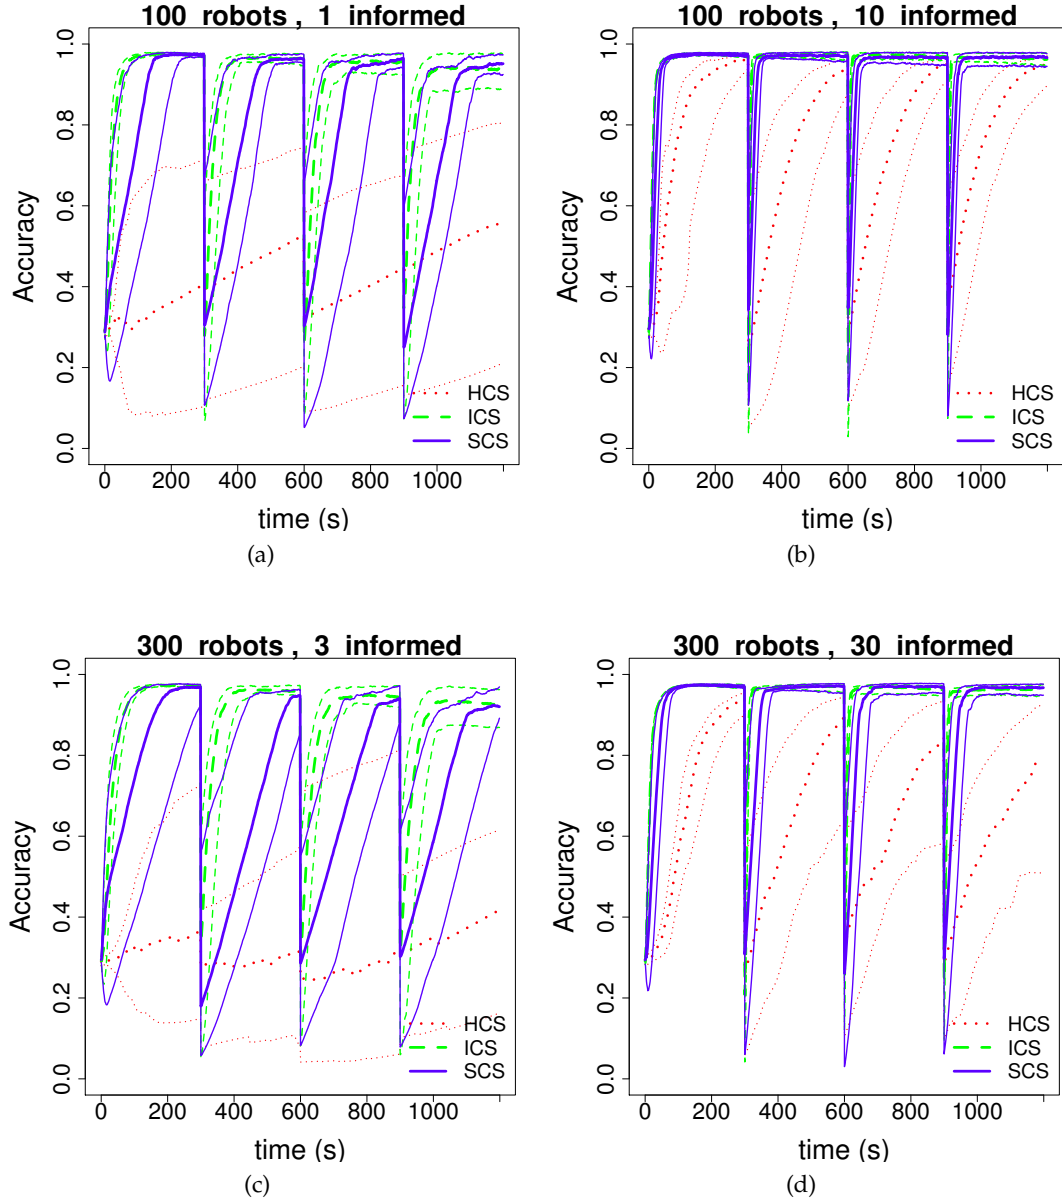 100 robots , 1 informed
Accuracy
0.0 0.2 0.4 0.6 0.8 1.0
HCS
ICS
SCS
0 200 400 600 800 1000
time (s)
(a)
100 robots , 10 informed
Accuracy
0.0 0.2 0.4 0.6 0.8 1.0
HCS
ICS
SCS
0 200 400 600 800 1000
time (s)
(b)
300 robots , 3 informed
Accuracy
0.0 0.2 0.4 0.6 0.8 1.0
HCS
ICS
SCS
0 200 400 600 800 1000
time (s)
(c)
300 robots , 30 informed
Accuracy
0.0 0.2 0.4 0.6 0.8 1.0
HCS
ICS
SCS
0 200 400 600 800 1000
time (s)
(d)